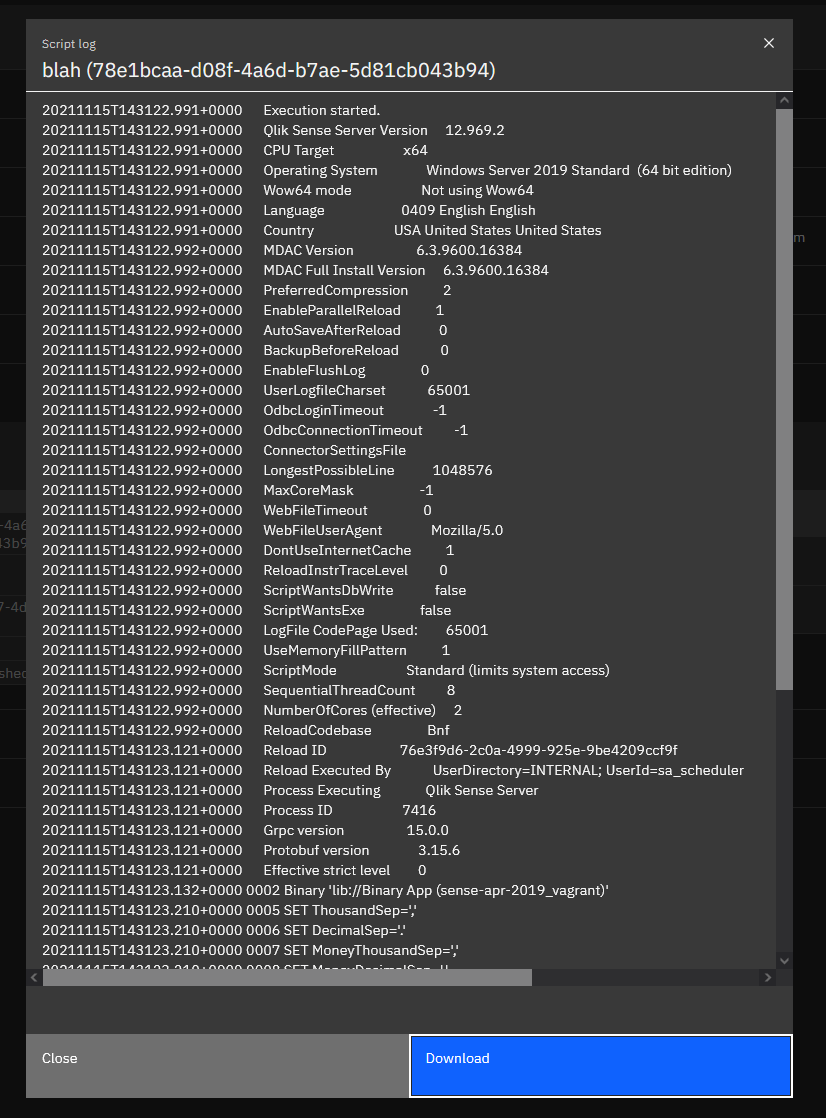 Script log
blah (78e1bcaa-d08f-4a6d-b7ae-5d81cb043b94)
20211115T143122.991+0000 Execution started.
20211115T143122.991+0000 Qlik Sense Server Version 12.969.2
20211115T143122.991+0000 CPU Target x64
20211115T143122.991+0000 Operating System Windows Server 2019 Standard (64 bit edition)
20211115T143122.991+0000 Wow64 mode Not using Wow64
20211115T143122.991+0000 Language 0409 English English
20211115T143122.991+0000 Country USA United States United States
20211115T143122.992+0000 MDAC Version 6.3.9600.16384
20211115T143122.992+0000 MDAC Full Install Version 6.3.9600.16384
20211115T143122.992+0000 PreferredCompression 2
20211115T143122.992+0000 EnableParallelReload 1
20211115T143122.992+0000 AutoSaveAfterReload 0
20211115T143122.992+0000 BackupBeforeReload 0
20211115T143122.992+0000 EnableFlushLog 0
20211115T143122.992+0000 UserLogfileCharset 65001
20211115T143122.992+0000 OdbcLoginTimeout -1
20211115T143122.992+0000 OdbcConnectionTimeout -1
20211115T143122.992+0000 ConnectorSettingsFile
20211115T143122.992+0000 LongestPossibleLine 1048576
20211115T143122.992+0000 MaxCoreMask -1
20211115T143122.992+0000 WebFileTimeout 0
20211115T143122.992+0000 WebFileUserAgent Mozilla/5.0
20211115T143122.992+0000 DontUseInternetCache 1
20211115T143122.992+0000 ReloadInstrTraceLevel 0
20211115T143122.992+0000 ScriptWantsDbWrite false
20211115T143122.992+0000 ScriptWantsExe false
20211115T143122.992+0000 LogFile CodePage Used: 65001
20211115T143122.992+0000 UseMemoryFillPattern 1
20211115T143122.992+0000 ScriptMode Standard (limits system access)
20211115T143122.992+0000 SequentialThreadCount 8
20211115T143122.992+0000 NumberOfCores (effective) 2
20211115T143122.992+0000 ReloadCodebase Bnf
20211115T143123.121+0000 Reload ID 76e3f9d6-2c0a-4999-925e-9be4209ccf9f
20211115T143123.121+0000 Reload Executed By UserDirectory=INTERNAL; UserId=sa_scheduler
20211115T143123.121+0000 Process Executing Qlik Sense Server
20211115T143123.121+0000 Process ID 7416
20211115T143123.121+0000 Grpc version 15.0.0
20211115T143123.121+0000 Protobuf version 3.15.6
20211115T143123.121+0000 Effective strict level 0
20211115T143123.132+0000 0002 Binary 'lib://Binary App (sense-apr-2019_vagrant)'
20211115T143123.210+0000 0005 SET ThousandSep=','
20211115T143123.210+0000 0006 SET DecimalSep='.'
20211115T143123.210+0000 0007 SET MoneyThousandSep=','
Close
Download